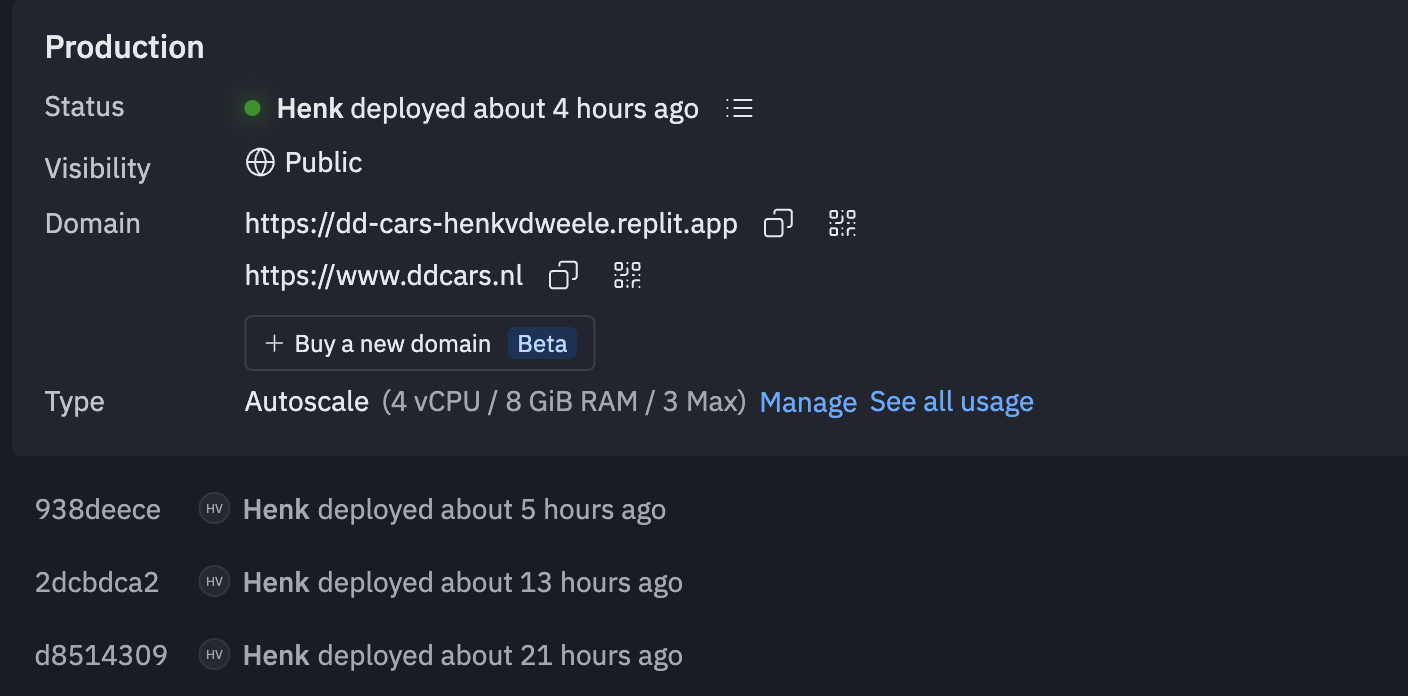 Production
Status Henk deployed about 4 hours ago
Visibility Public
Domain https://dd-cars-henkvdweele.replit.app
https://www.ddcars.nl
+ Buy a new domain Beta
Type Autoscale (4 vCPU / 8 GiB RAM / 3 Max) Manage See all usage
938deece HV Henk deployed about 5 hours ago
2dcbdca2 HV Henk deployed about 13 hours ago
d8514309 HV Henk deployed about 21 hours ago